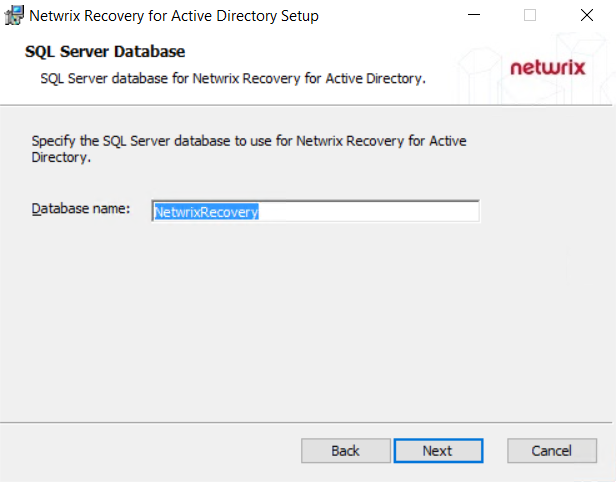 Netwrix Recovery for Active Directory Setup
SQL Server Database
SQL Server database for Netwrix Recovery for Active Directory.
netwrix
Specify the SQL Server database to use for Netwrix Recovery for Active
Directory.
Database name: NetwrixRecovery
Back Next Cancel